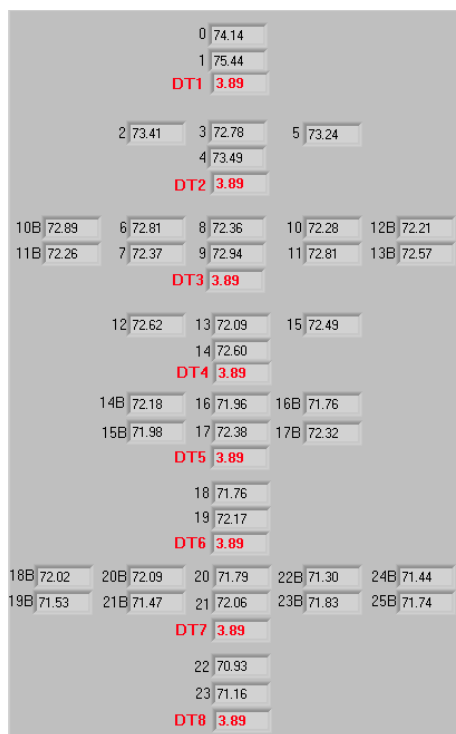 0 74.14
1 75.44
DT1 3.89
2 73.41 3 72.78 5 73.24
4 73.49
DT2 3.89
10B 72.89 6 72.81 8 72.36 10 72.28 12B 72.21
11B 72.26 7 72.37 9 72.94 11 72.81 13B 72.57
DT3 3.89
12 72.62 13 72.09 15 72.49
14 72.60
DT4 3.89
14B 72.18 16 71.96 16B 71.76
15B 71.98 17 72.38 17B 72.32
DT5 3.89
18 71.76
19 72.17
DT6 3.89
18B 72.02 20B 72.09 20 71.79 22B 71.30 24B 71.44
19B 71.53 21B 71.47 21 72.06 23B 71.83 25B 71.74
DT7 3.89
22 70.93
23 71.16
DT8 3.89